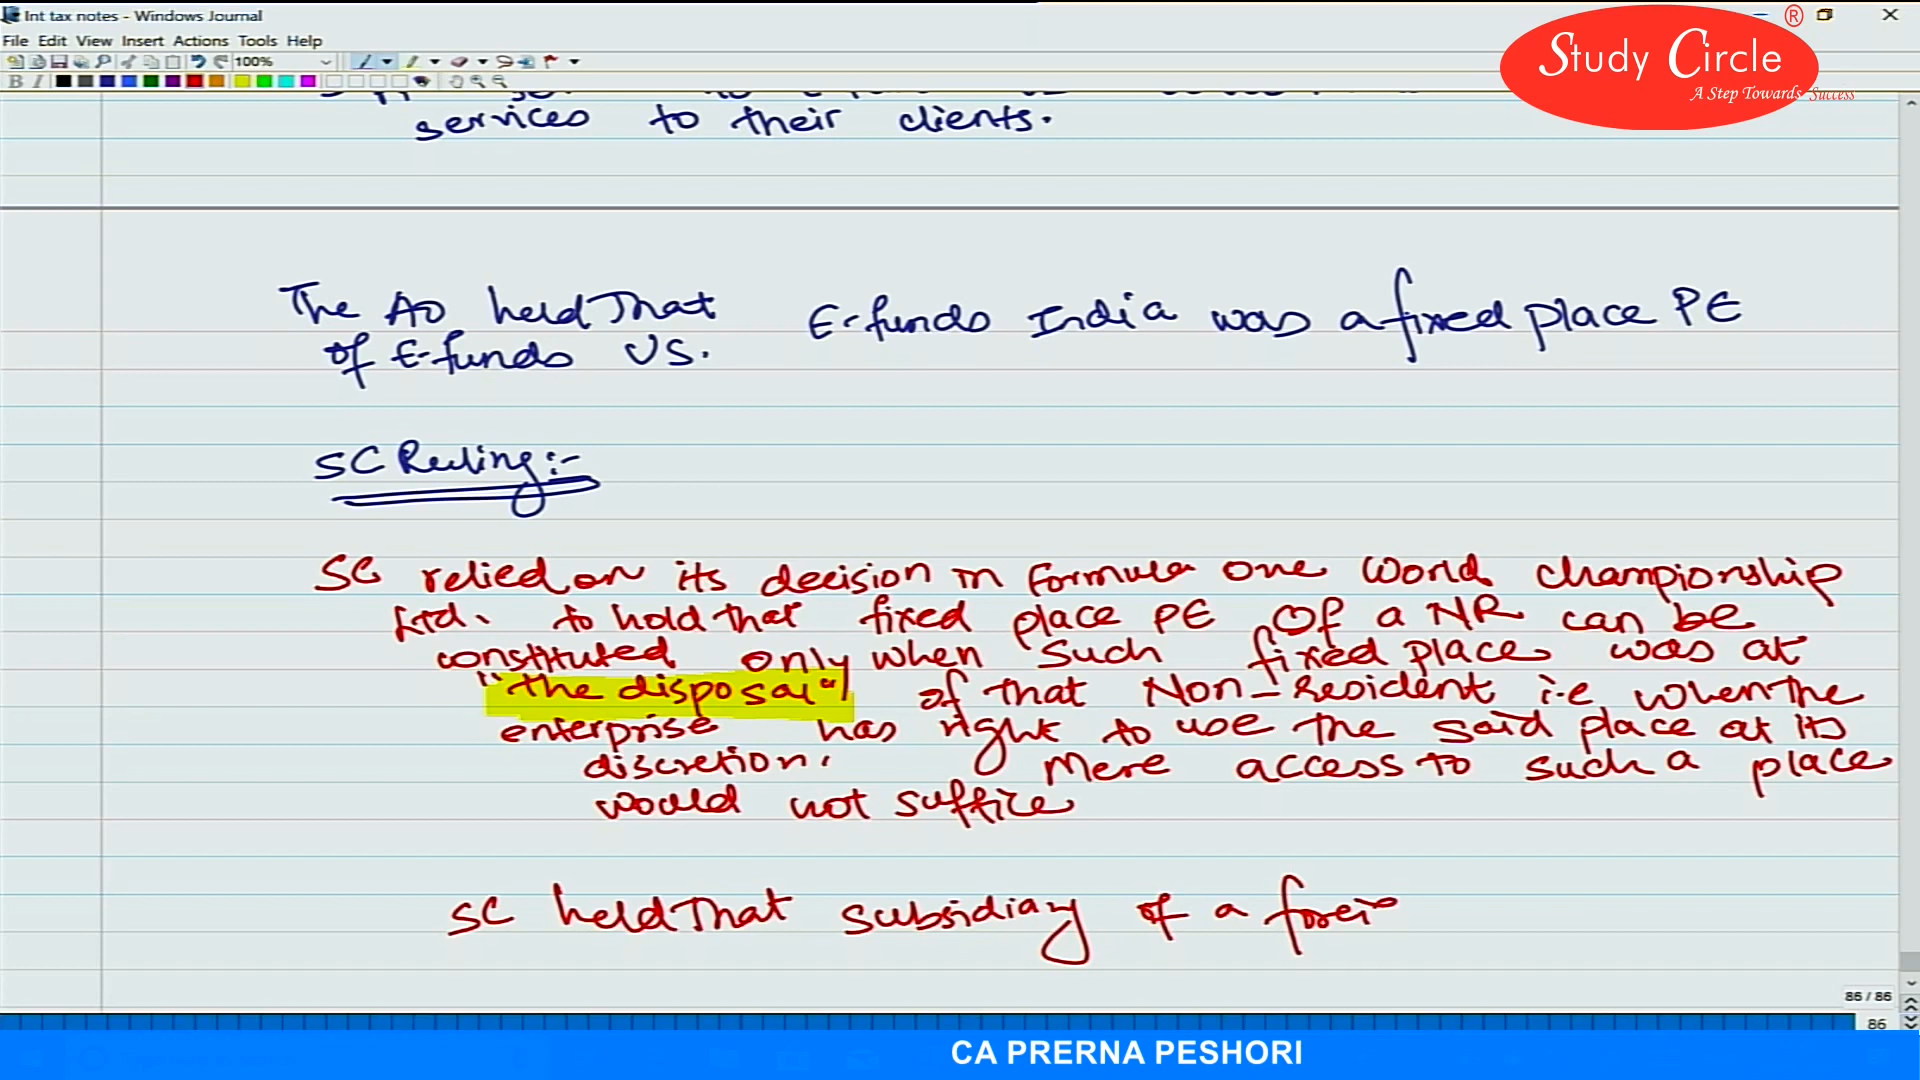 Int tax notes - Windows Journal
File Edit View Insert Actions Tools Help
100%
B I
Study Circle ®
A Step Towards Success
services to their clients.
The AO held That E-funds India was a fixed place PE
of E-funds US.
SC Ruling:-
SC relied on its decision in Formula One World Championship
Ltd. to hold that fixed place PE of a NR can be
constituted only when such fixed place was at
"the disposal" of that Non-Resident i.e when the
enterprise has right to use the said place at its
discretion. Mere access to such a place
would not suffice
SC held That subsidiary of a forei
86 / 86
86
CA PRERNA PESHORI